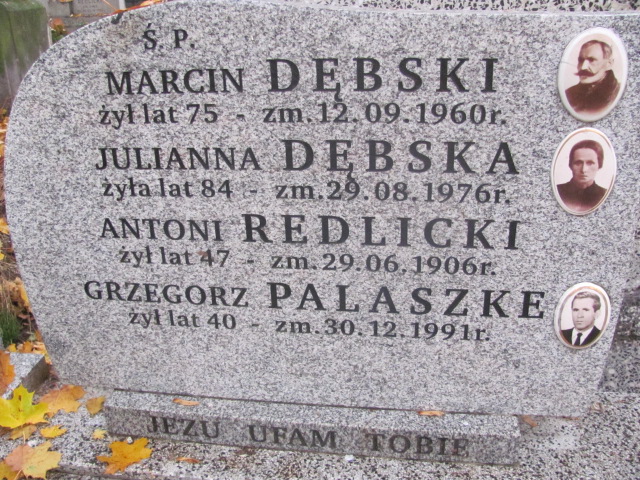 Ś. P.
MARCIN DĘBSKI
żył lat 75 - zm. 12.09.1960r.
JULIANNA DĘBSKA
żyła lat 84 - zm. 29.08.1976r.
ANTONI REDLICKI
żył lat 47 - zm. 29.06.1906r.
GRZEGORZ PALASZKE
żył lat 40 - zm. 30.12.1991r.
JEZU UFAM TOBIE